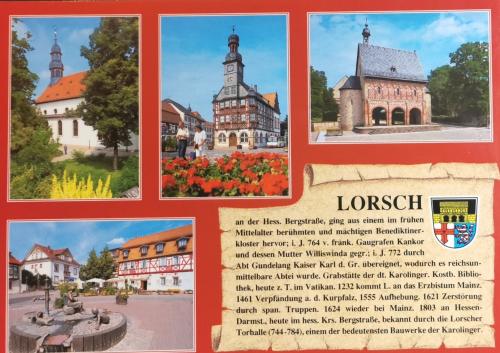 LORSCH
an der Hess. Bergstraße, ging aus einem im frühen
Mittelalter berühmten und mächtigen Benediktiner-
kloster hervor; i. J. 764 v. fränk. Gaugrafen Kankor
und dessen Mutter Williswinda gegr.; i. J. 772 durch
Abt Gundelang Kaiser Karl d. Gr. übereignet, wodurch es reichsun-
mittelbare Abtei wurde. Grabstätte der dt. Karolinger. Kostb. Biblio-
thek, heute z. T. im Vatikan. 1232 kommt L. an das Erzbistum Mainz.
1461 Verpfändung a. d. Kurpfalz, 1555 Aufhebung. 1621 Zerstörung
durch span. Truppen. 1624 wieder bei Mainz. 1803 an Hessen-
Darmst., heute im hess. Krs. Bergstraße, bekannt durch die Lorscher
Torhalle (744-784), einem der bedeutesten Bauwerke der Karolinger.